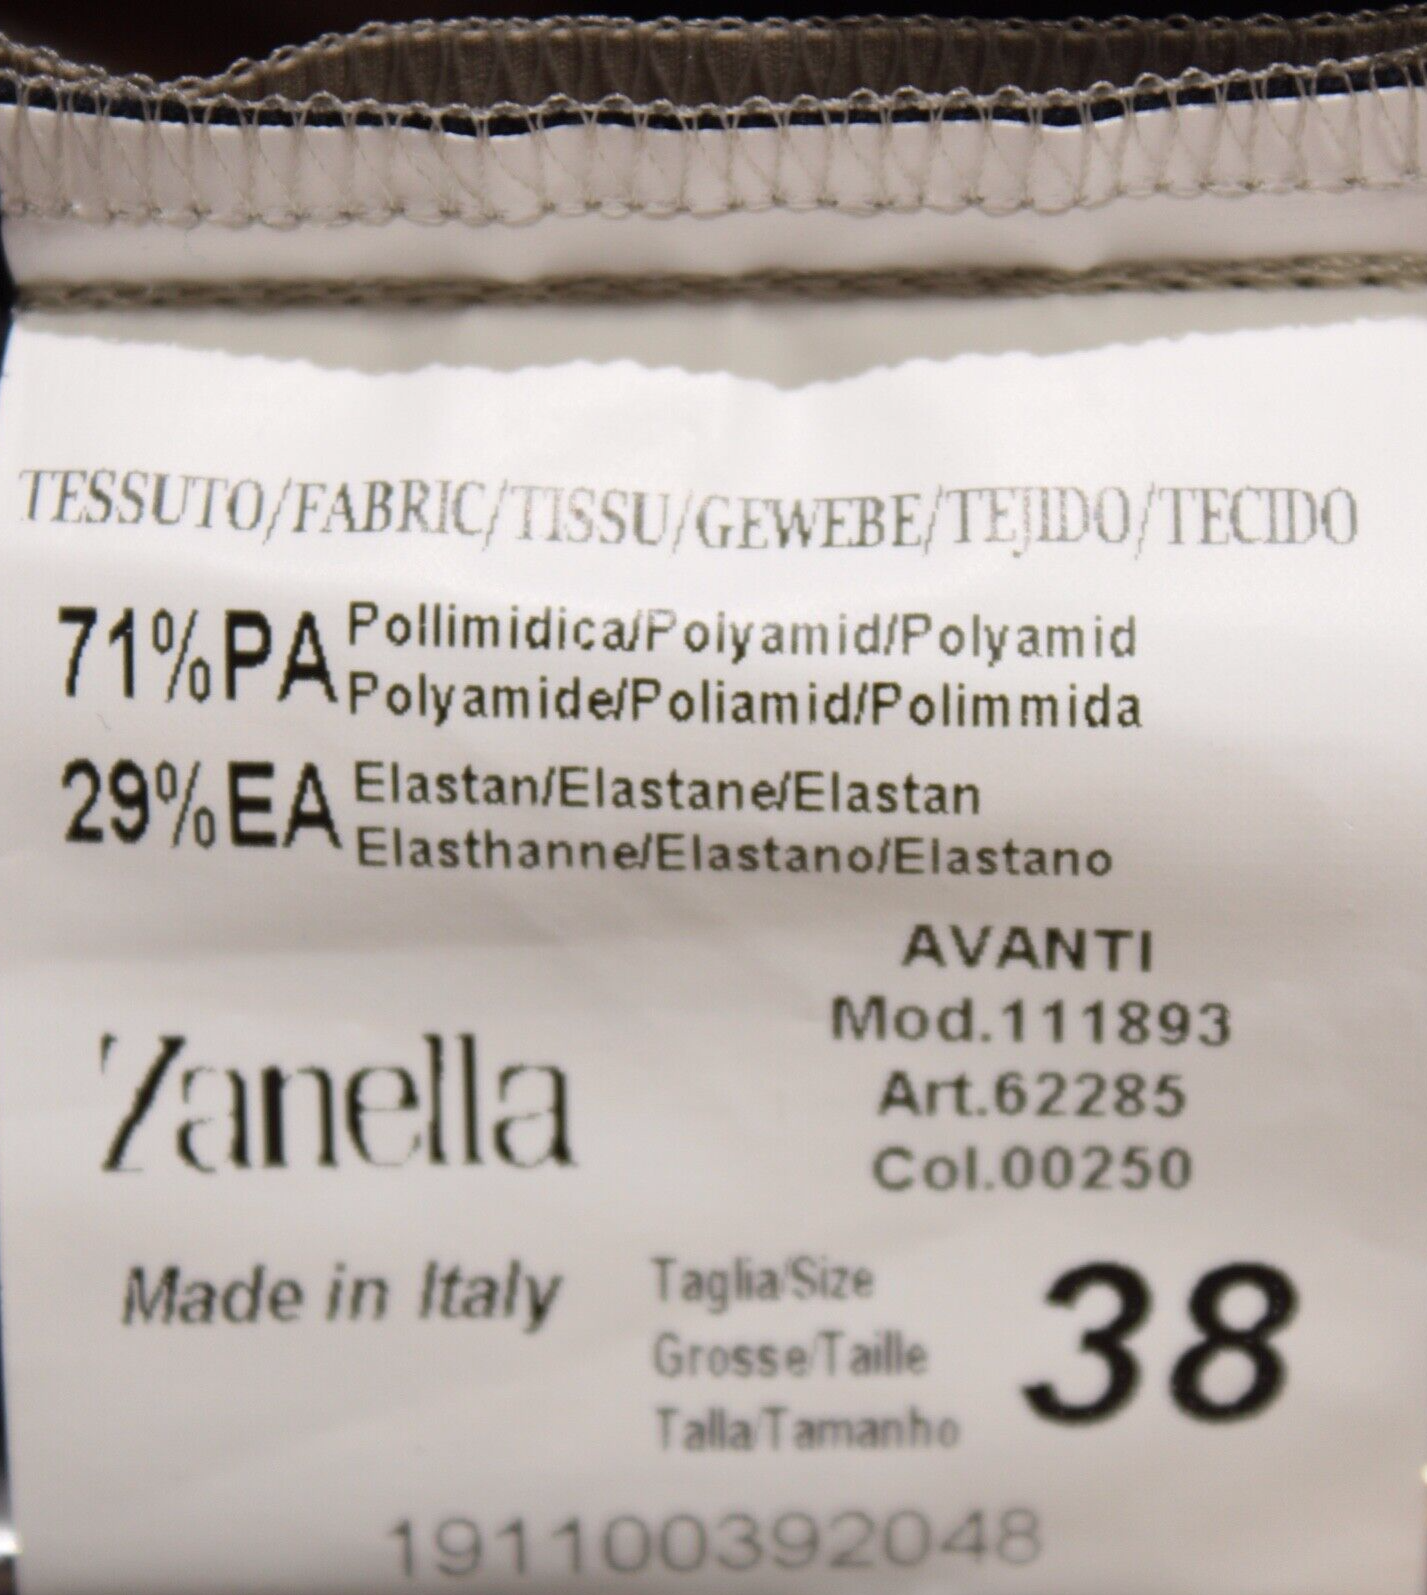 TESSUTO/FABRIC/TISSU/GEWEBE/TEJIDO/TECIDO
71%PA Pollimidica/Polyamid/Polyamid
Polyamide/Poliamid/Polimmida
29%EA Elastan/Elastane/Elastan
Elasthanne/Elastano/Elastano
AVANTI
Mod.111893
Art.62285
Col.00250
Zanella
Made in Italy
Taglia/Size
Grosse/Taille
Talla/Tamanho
38
191100392048